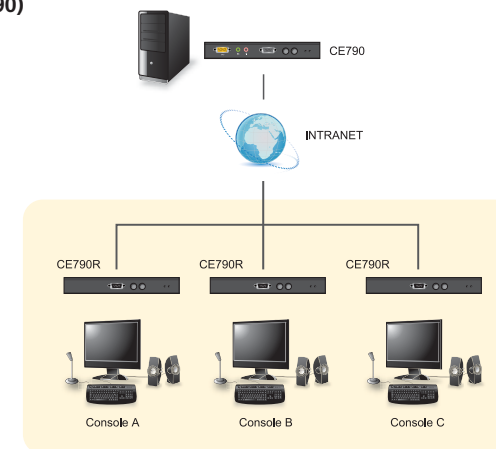 90)
CE790
INTRANET
CE790R CE790R CE790R
Console A Console B Console C